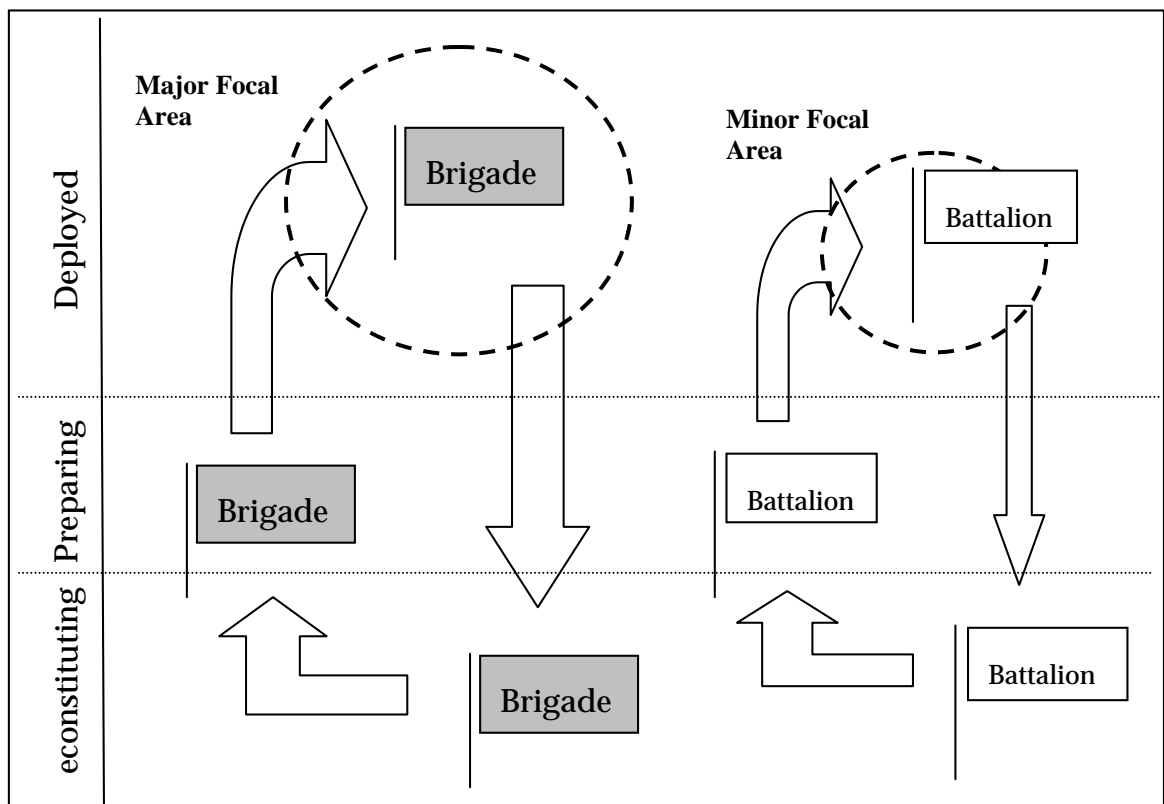 Deployed
Major Focal
Area
Brigade
Minor Focal
Area
Battalion
Preparing
Brigade
Battalion
econstituting
Brigade
Battalion